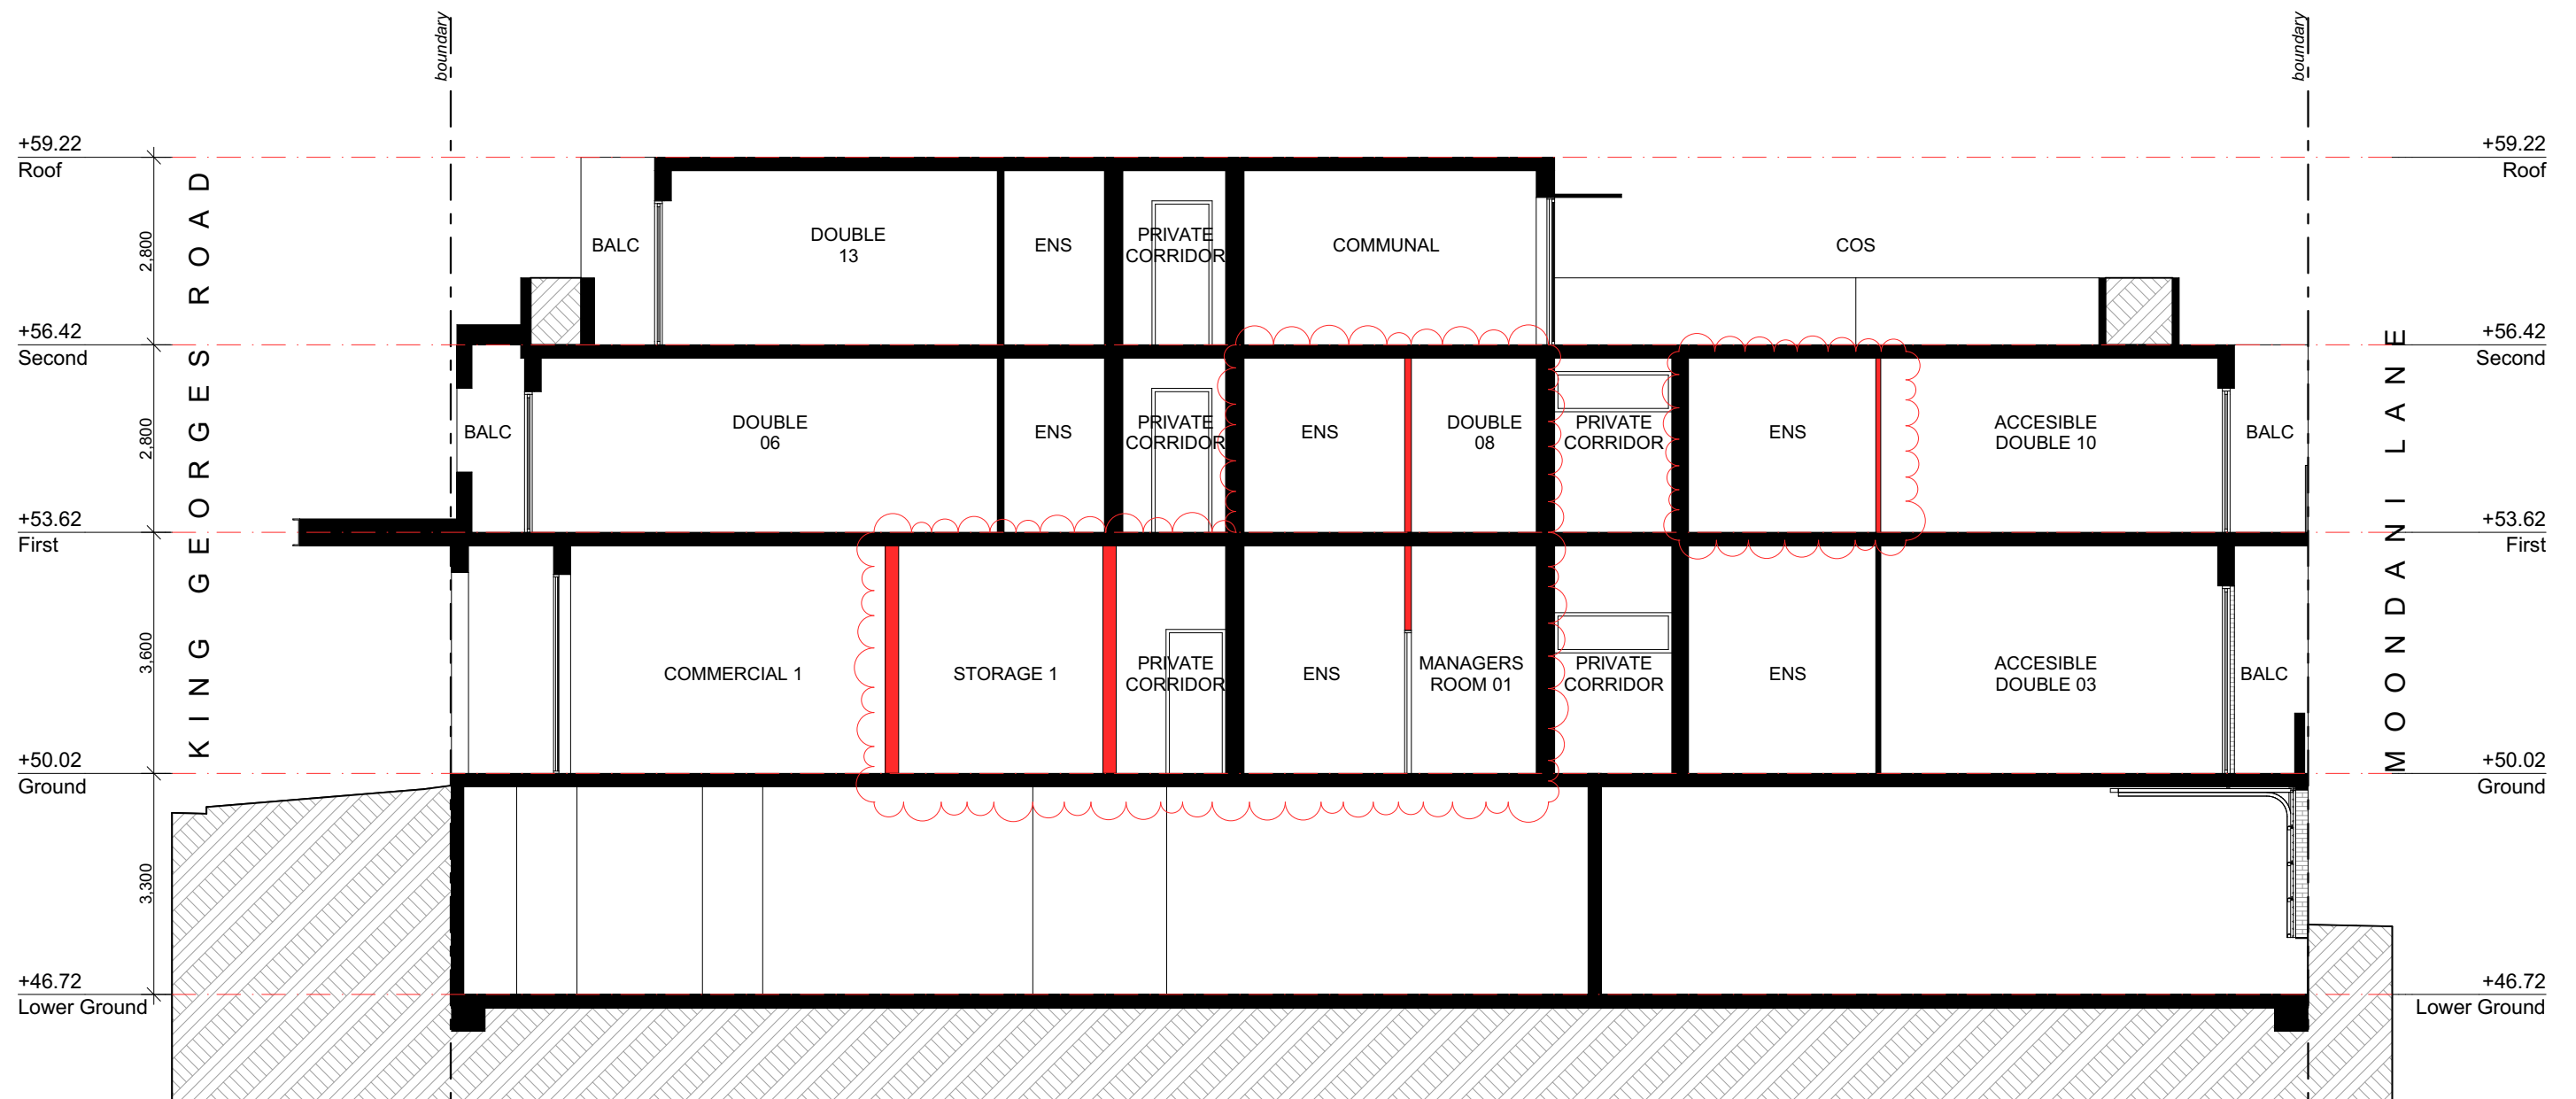 boundary
boundary
+59.22
Roof
+59.22
Roof
KING GEORGES ROAD
2,800
BALC
DOUBLE
13
ENS
PRIVATE
CORRIDOR
COMMUNAL
COS
+56.42
Second
+56.42
Second
MOONDANI LANE
2,800
BALC
DOUBLE
06
ENS
PRIVATE
CORRIDOR
ENS
DOUBLE
08
PRIVATE
CORRIDOR
ENS
ACCESIBLE
DOUBLE 10
BALC
+53.62
First
+53.62
First
3,600
COMMERCIAL 1
STORAGE 1
PRIVATE
CORRIDOR
ENS
MANAGERS
ROOM 01
PRIVATE
CORRIDOR
ENS
ACCESIBLE
DOUBLE 03
BALC
+50.02
Ground
+50.02
Ground
3,300
+46.72
Lower Ground
+46.72
Lower Ground